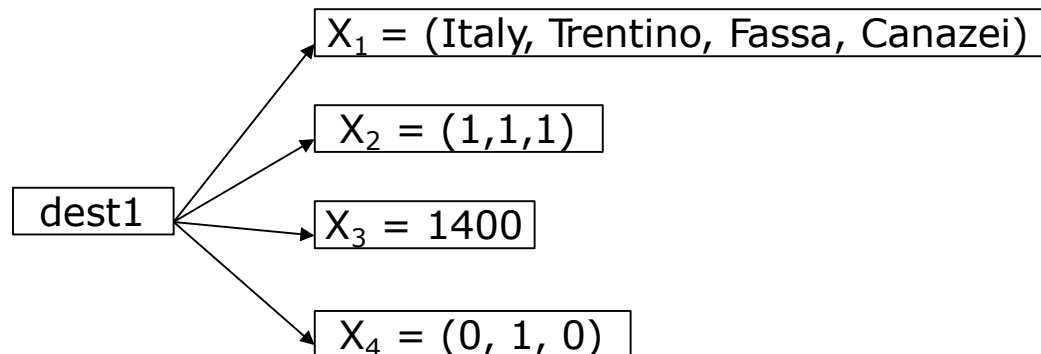 X₁ = (Italy, Trentino, Fassa, Canazei)
X₂ = (1,1,1)
dest1
X₃ = 1400
X₄ = (0, 1, 0)